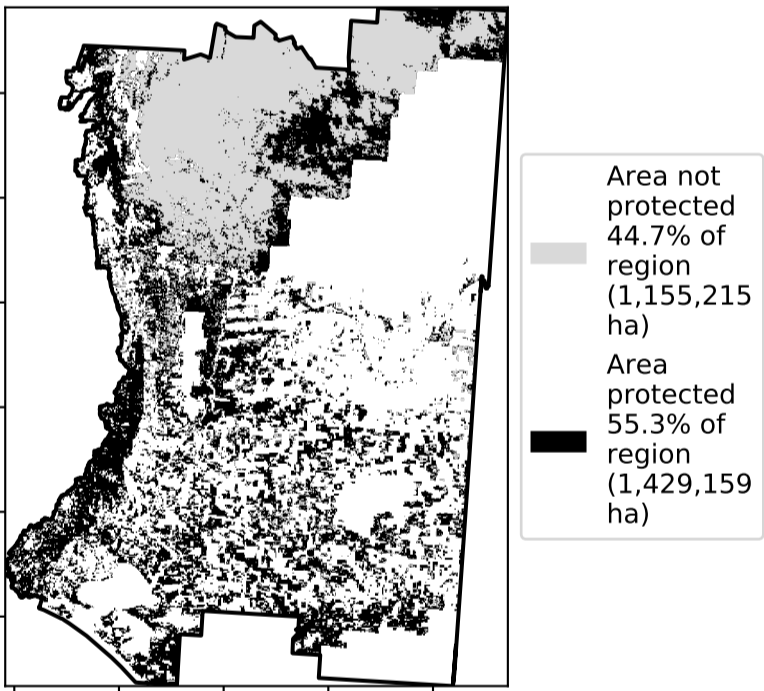 Area not
protected
44.7% of
region
(1,155,215
ha)
Area
protected
55.3% of
region
(1,429,159
ha)